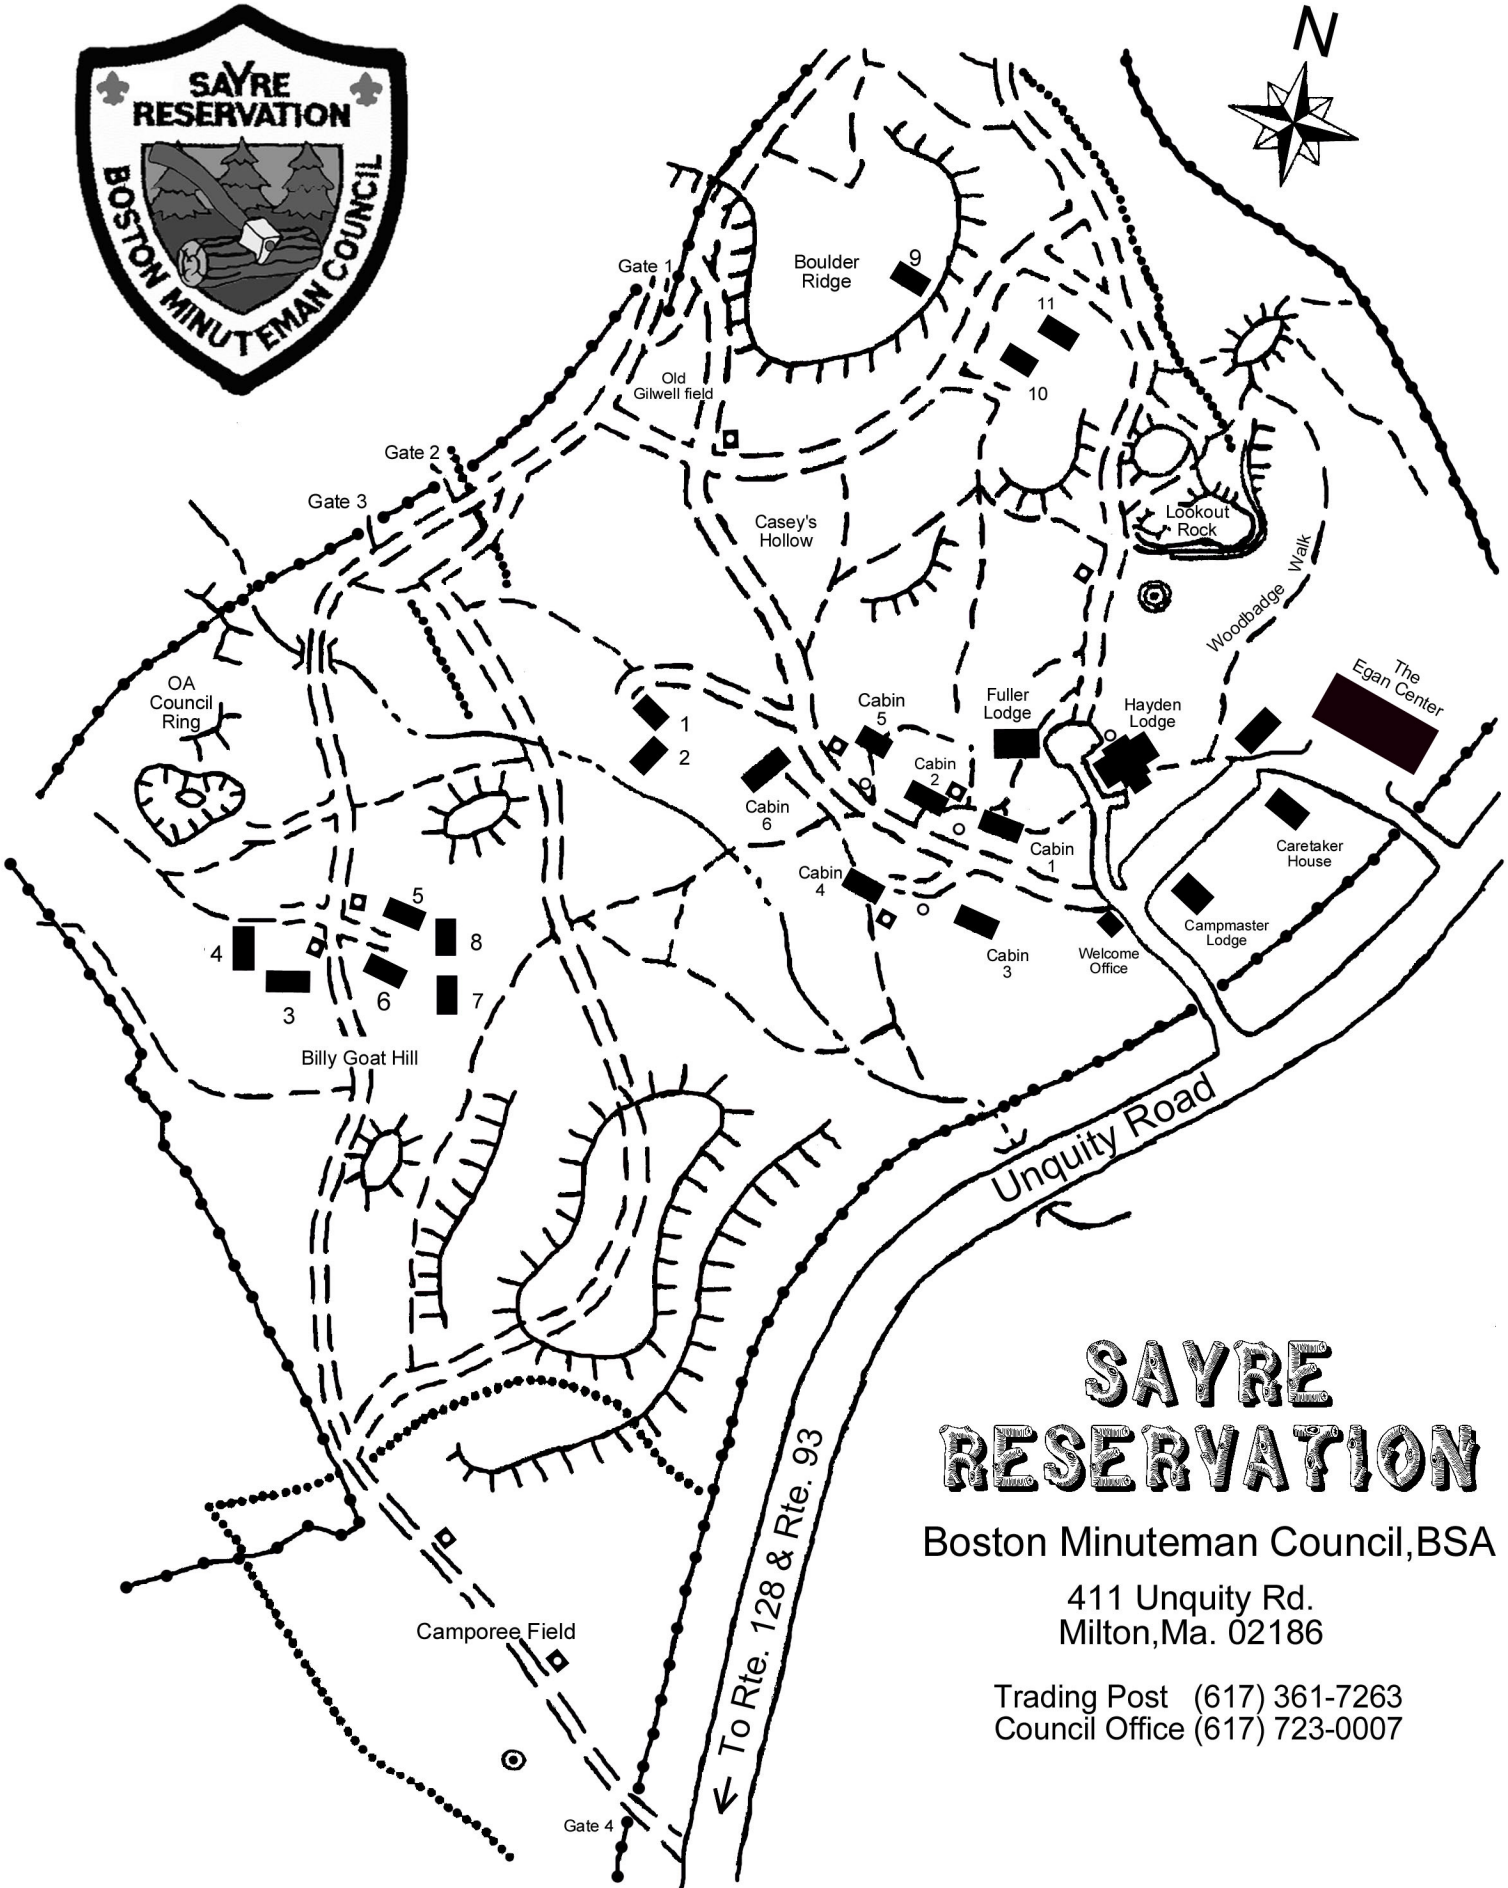 SAYRE
RESERVATION
BOSTON MINUTEMAN COUNCIL
N
Gate 1
Boulder
Ridge
9
11
10
Old
Gilwell field
Gate 2
Gate 3
Casey's
Hollow
Lookout
Rock
Woodbadge Walk
OA
Council
Ring
1
2
Cabin
5
Fuller
Lodge
Hayden
Lodge
The
Egan Center
Cabin
2
Cabin
6
Cabin
1
Cabin
4
Cabin
3
Caretaker
House
Campmaster
Lodge
Welcome
Office
5
8
4
3
6
7
Billy Goat Hill
Unquity Road
To Rte. 128 & Rte. 93
Camporee Field
Gate 4
SAYRE
RESERVATION
Boston Minuteman Council,BSA
411 Unquity Rd.
Milton,Ma. 02186
Trading Post (617) 361-7263
Council Office (617) 723-0007